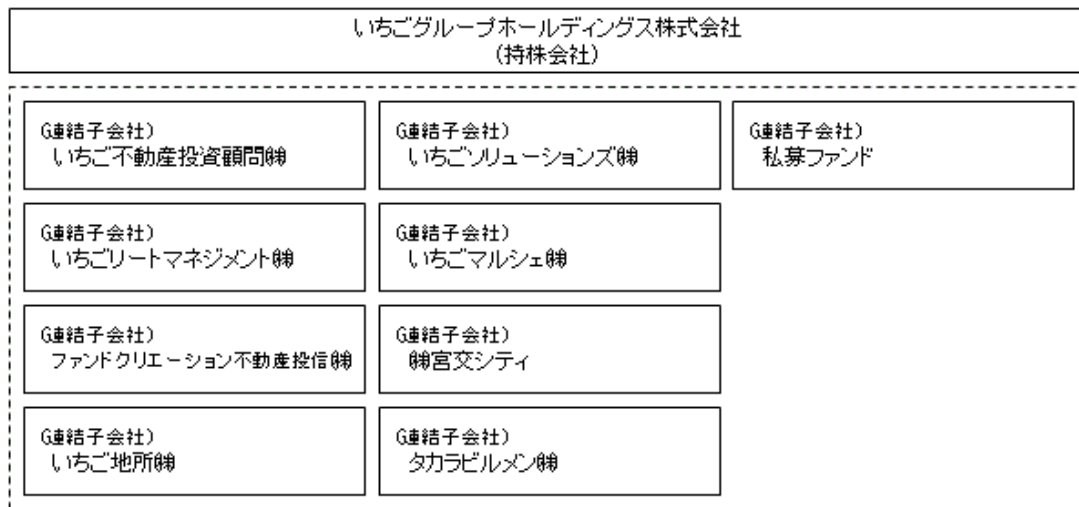 いちごグループホールディングス株式会社
(持株会社)
(連結子会社)
いちご不動産投資顧問㈱
(連結子会社)
いちごソリューションズ㈱
(連結子会社)
私募ファンド
(連結子会社)
いちごリートマネジメント㈱
(連結子会社)
いちごマルシェ㈱
(連結子会社)
ファンドクリエーション不動産投信㈱
(連結子会社)
㈱宮交シティ
(連結子会社)
いちご地所㈱
(連結子会社)
タカラビルメン㈱